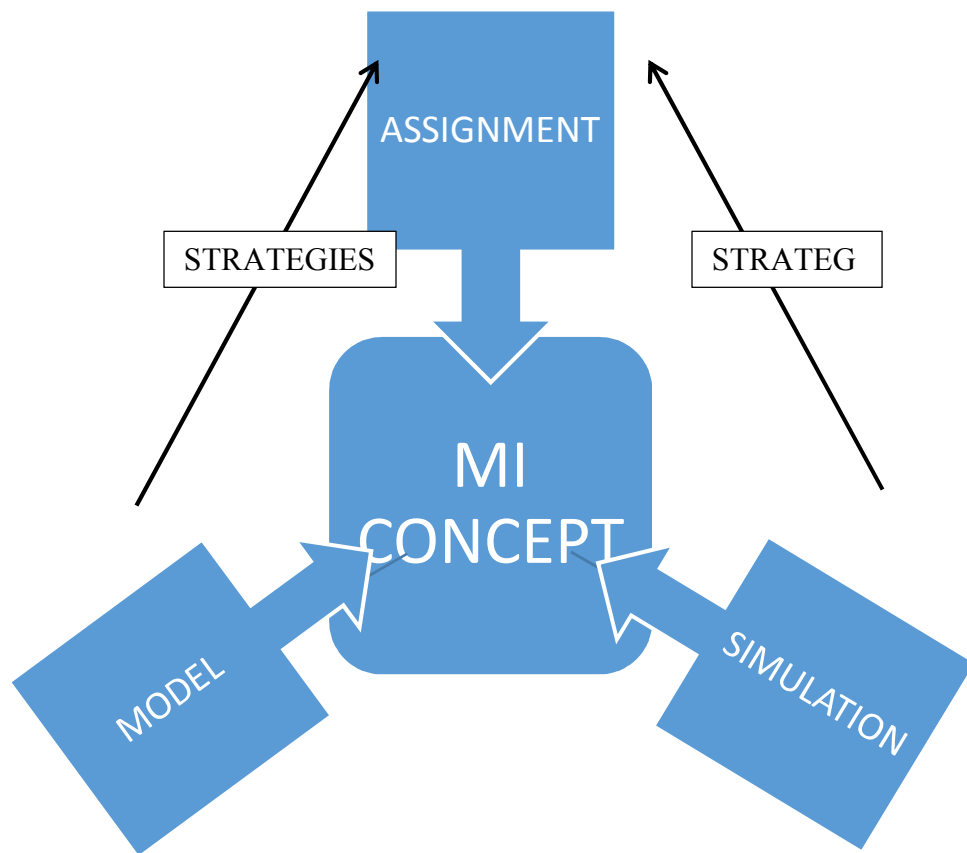 ASSIGNMENT
STRATEGIES
STRATEG
MI
CONCEPT
MODEL
SIMULATION